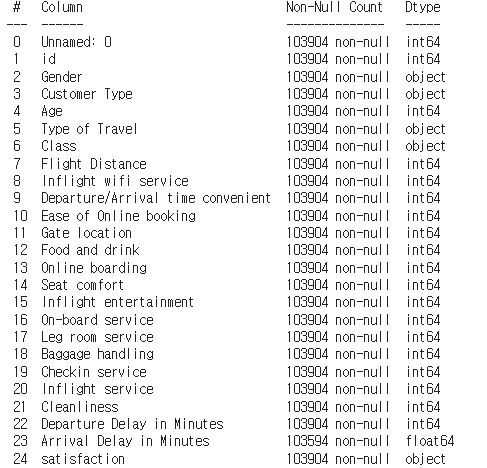 #   Column                             Non-Null Count   Dtype
---  ------                             --------------   -----
0   Unnamed: 0                         103904 non-null  int64
1   id                                 103904 non-null  int64
2   Gender                             103904 non-null  object
3   Customer Type                      103904 non-null  object
4   Age                                103904 non-null  int64
5   Type of Travel                     103904 non-null  object
6   Class                              103904 non-null  object
7   Flight Distance                    103904 non-null  int64
8   Inflight wifi service              103904 non-null  int64
9   Departure/Arrival time convenient  103904 non-null  int64
10  Ease of Online booking             103904 non-null  int64
11  Gate location                      103904 non-null  int64
12  Food and drink                     103904 non-null  int64
13  Online boarding                    103904 non-null  int64
14  Seat comfort                       103904 non-null  int64
15  Inflight entertainment             103904 non-null  int64
16  On-board service                   103904 non-null  int64
17  Leg room service                   103904 non-null  int64
18  Baggage handling                   103904 non-null  int64
19  Checkin service                    103904 non-null  int64
20  Inflight service                   103904 non-null  int64
21  Cleanliness                        103904 non-null  int64
22  Departure Delay in Minutes         103904 non-null  int64
23  Arrival Delay in Minutes           103594 non-null  float64
24  satisfaction                       103904 non-null  object